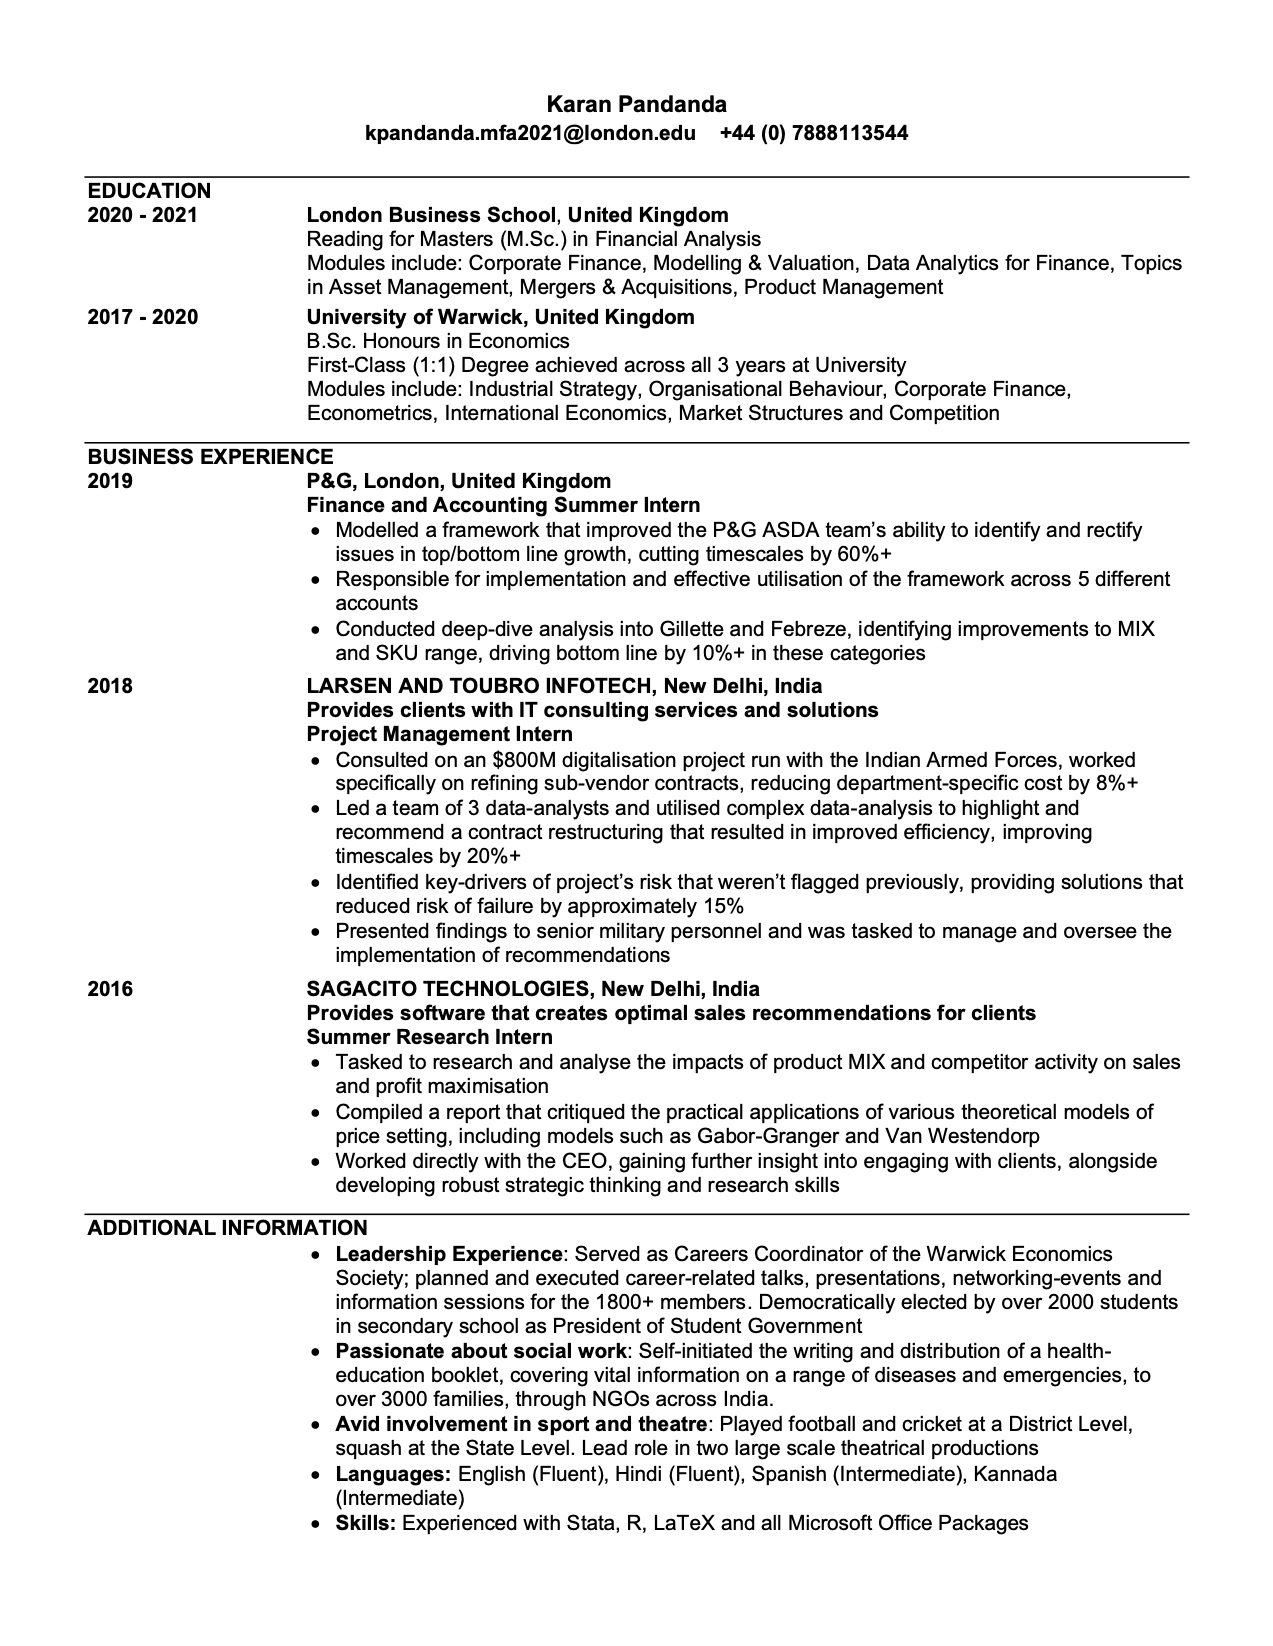 Karan Pandanda
kpandanda.mfa2021@london.edu +44 (0) 7888113544
EDUCATION
2020 - 2021 London Business School, United Kingdom
Reading for Masters (M.Sc.) in Financial Analysis
Modules include: Corporate Finance, Modelling & Valuation, Data Analytics for Finance, Topics
in Asset Management, Mergers & Acquisitions, Product Management
2017 - 2020 University of Warwick, United Kingdom
B.Sc. Honours in Economics
First-Class (1:1) Degree achieved across all 3 years at University
Modules include: Industrial Strategy, Organisational Behaviour, Corporate Finance,
Econometrics, International Economics, Market Structures and Competition
BUSINESS EXPERIENCE
2019 P&G, London, United Kingdom
Finance and Accounting Summer Intern
• Modelled a framework that improved the P&G ASDA team's ability to identify and rectify
issues in top/bottom line growth, cutting timescales by 60%+
• Responsible for implementation and effective utilisation of the framework across 5 different
accounts
• Conducted deep-dive analysis into Gillette and Febreze, identifying improvements to MIX
and SKU range, driving bottom line by 10%+ in these categories
2018 LARSEN AND TOUBRO INFOTECH, New Delhi, India
Provides clients with IT consulting services and solutions
Project Management Intern
• Consulted on an $800M digitalisation project run with the Indian Armed Forces, worked
specifically on refining sub-vendor contracts, reducing department-specific cost by 8%+
• Led a team of 3 data-analysts and utilised complex data-analysis to highlight and
recommend a contract restructuring that resulted in improved efficiency, improving
timescales by 20%+
• Identified key-drivers of project's risk that weren't flagged previously, providing solutions that
reduced risk of failure by approximately 15%
• Presented findings to senior military personnel and was tasked to manage and oversee the
implementation of recommendations
2016 SAGACITO TECHNOLOGIES, New Delhi, India
Provides software that creates optimal sales recommendations for clients
Summer Research Intern
• Tasked to research and analyse the impacts of product MIX and competitor activity on sales
and profit maximisation
• Compiled a report that critiqued the practical applications of various theoretical models of
price setting, including models such as Gabor-Granger and Van Westendorp
• Worked directly with the CEO, gaining further insight into engaging with clients, alongside
developing robust strategic thinking and research skills
ADDITIONAL INFORMATION
• Leadership Experience: Served as Careers Coordinator of the Warwick Economics
Society; planned and executed career-related talks, presentations, networking-events and
information sessions for the 1800+ members. Democratically elected by over 2000 students
in secondary school as President of Student Government
• Passionate about social work: Self-initiated the writing and distribution of a health-
education booklet, covering vital information on a range of diseases and emergencies, to
over 3000 families, through NGOs across India.
• Avid involvement in sport and theatre: Played football and cricket at a District Level,
squash at the State Level. Lead role in two large scale theatrical productions
• Languages: English (Fluent), Hindi (Fluent), Spanish (Intermediate), Kannada
(Intermediate)
• Skills: Experienced with Stata, R, LaTeX and all Microsoft Office Packages